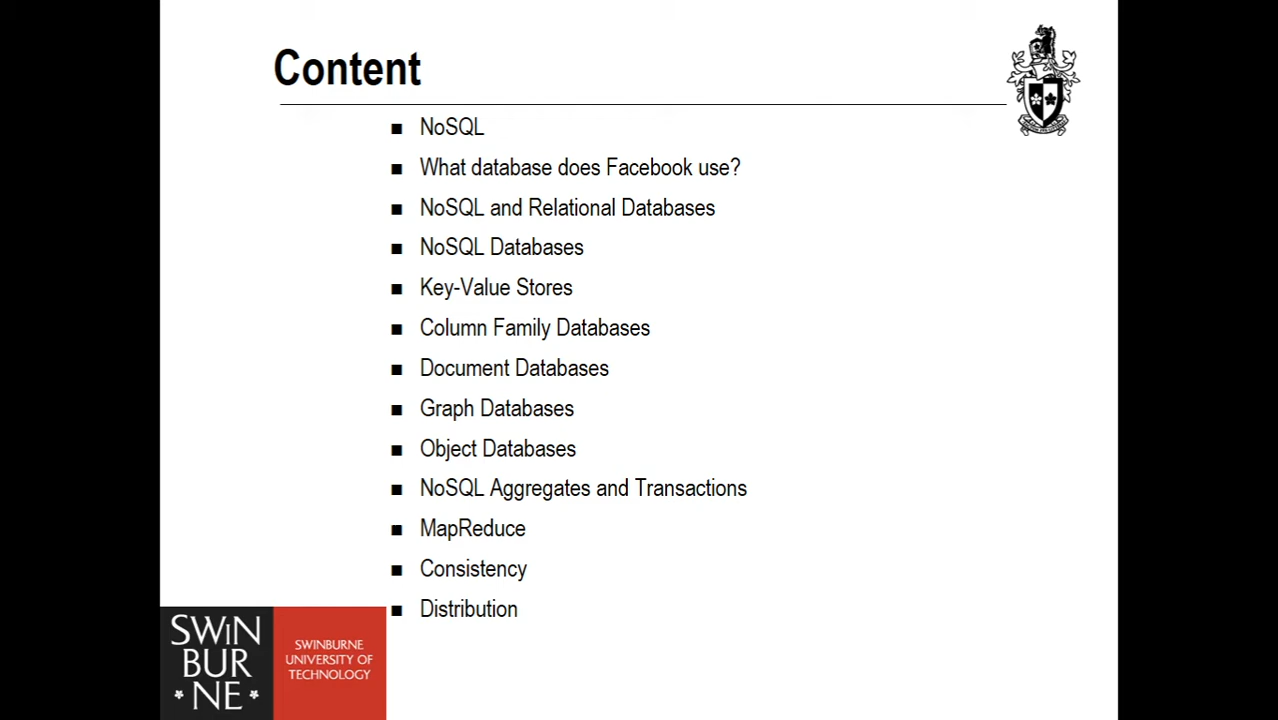 Content
NoSQL
What database does Facebook use?
NoSQL and Relational Databases
NoSQL Databases
Key-Value Stores
Column Family Databases
Document Databases
Graph Databases
Object Databases
NoSQL Aggregates and Transactions
MapReduce
Consistency
Distribution
SWIN
BUR
NE
SWINBURNE
UNIVERSITY OF
TECHNOLOGY